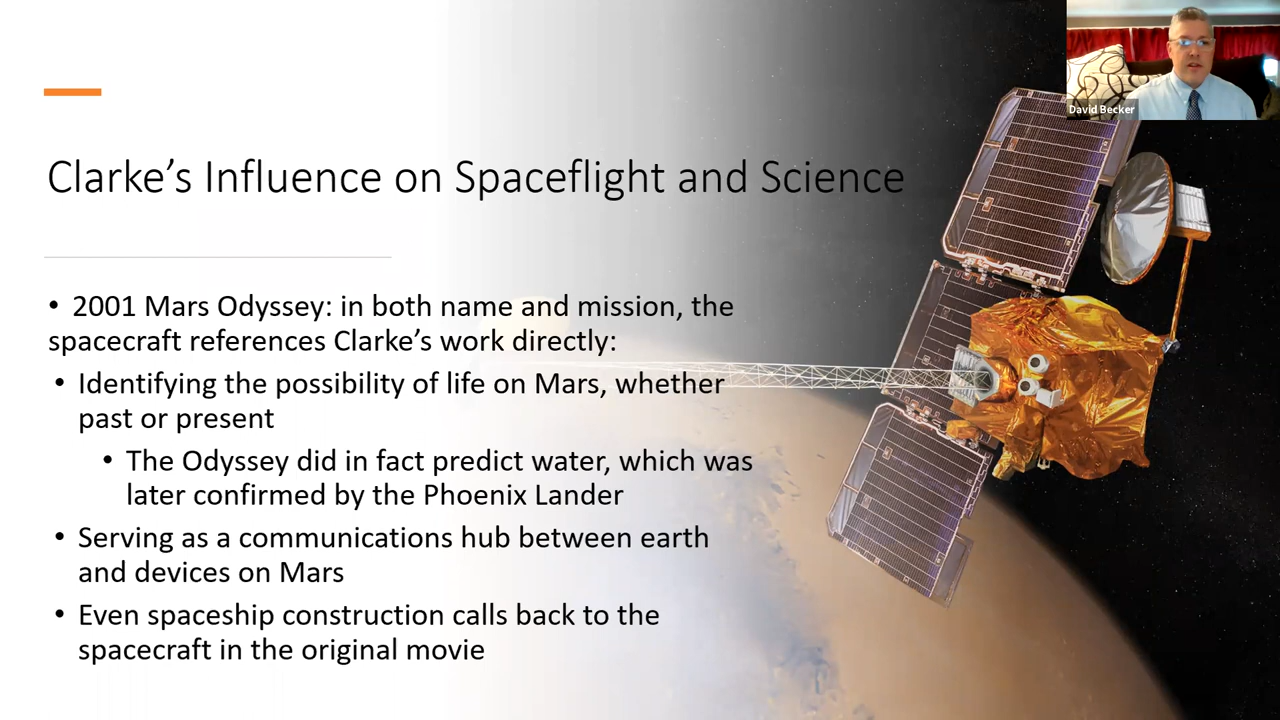 David Becker
Clarke’s Influence on Spaceflight and Science
• 2001 Mars Odyssey: in both name and mission, the
spacecraft references Clarke’s work directly:
• Identifying the possibility of life on Mars, whether
past or present
• The Odyssey did in fact predict water, which was
later confirmed by the Phoenix Lander
• Serving as a communications hub between earth
and devices on Mars
• Even spaceship construction calls back to the
spacecraft in the original movie